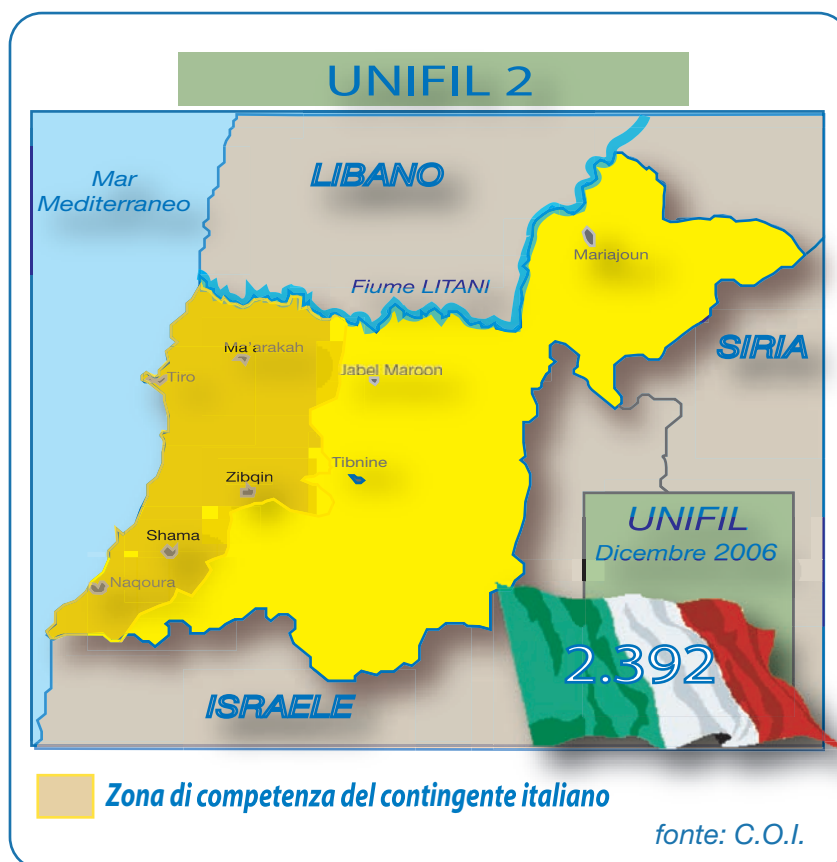 UNIFIL 2
Mar
Mediterraneo
LIBANO
Mariajoun
Fiume LITANI
SIRIA
Ma'arakah
Tiro
Jabel Maroon
Tibnine
Zibqin
Shama
Naqoura
UNIFIL
Dicembre 2006
2.392
ISRAELE
Zona di competenza del contingente italiano
fonte: C.O.I.